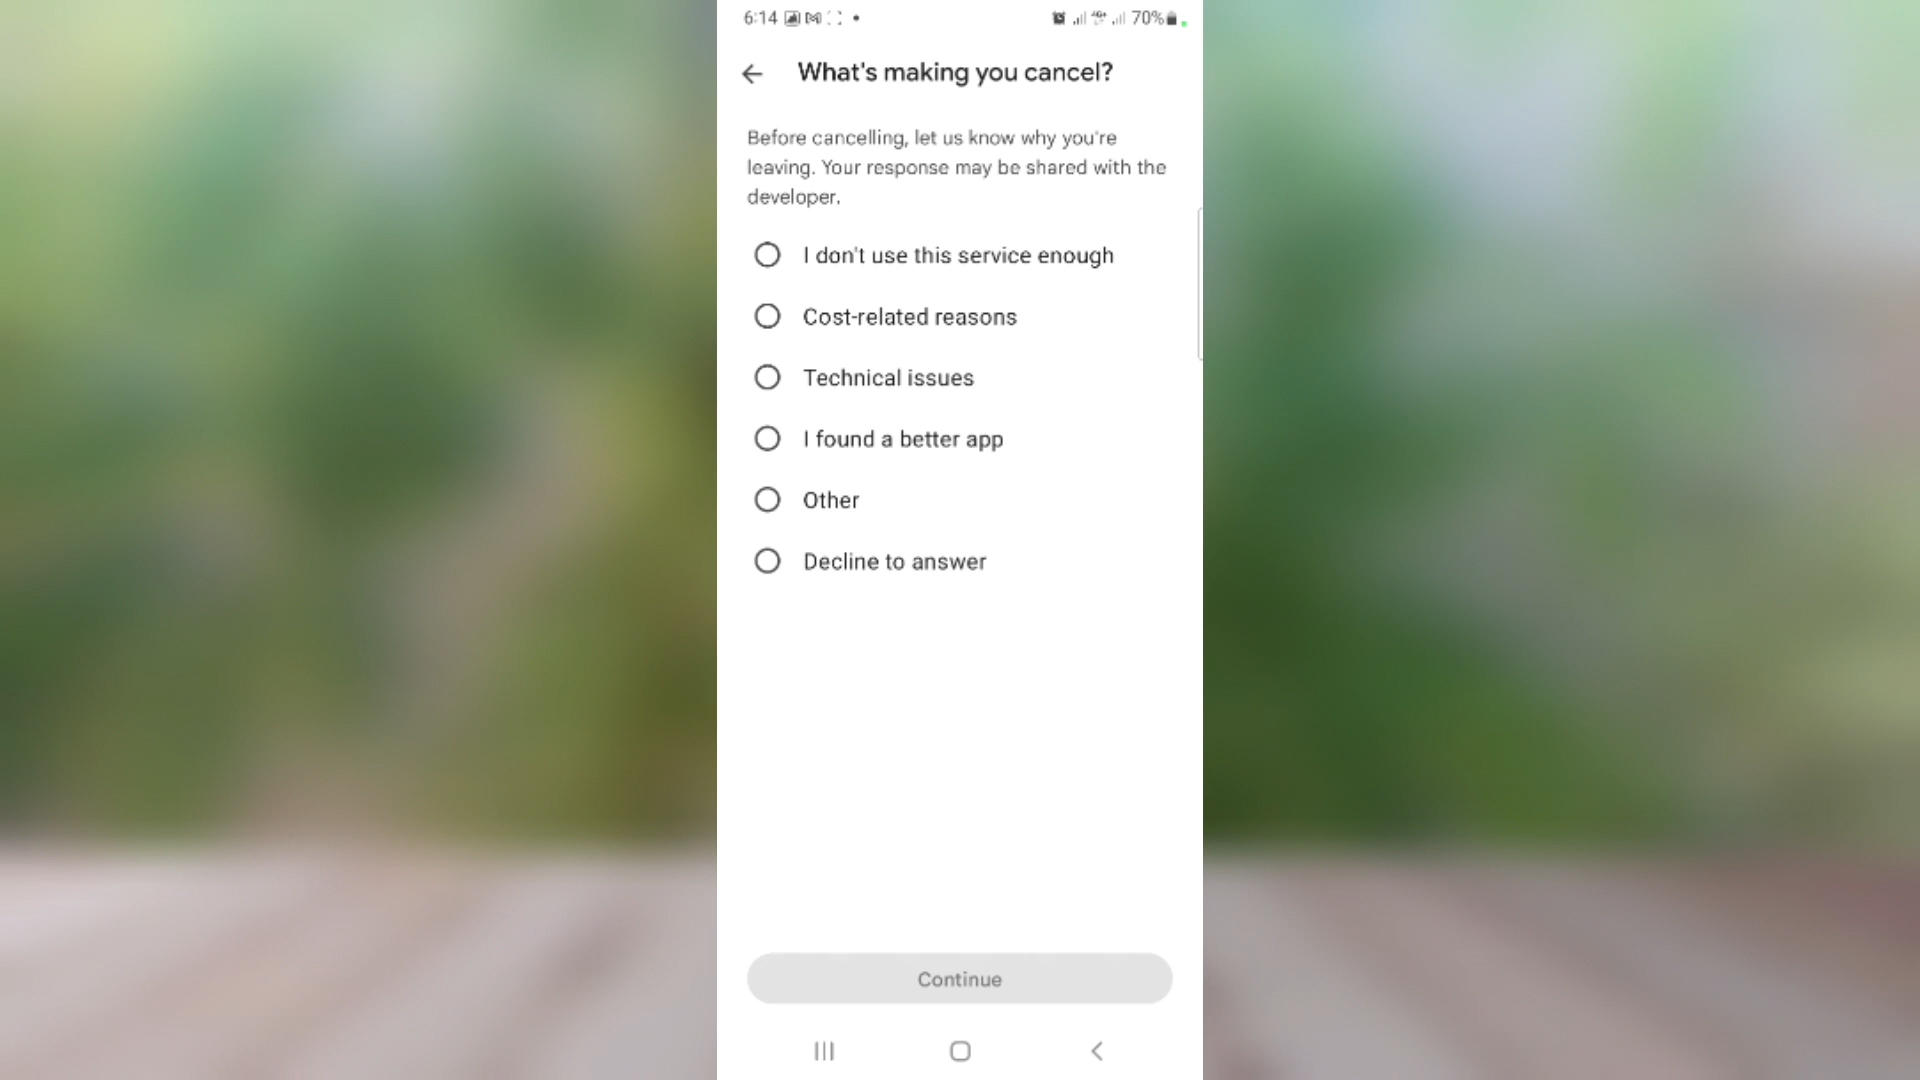 6:14
70%
What's making you cancel?
Before cancelling, let us know why you're
leaving. Your response may be shared with the
developer.
I don't use this service enough
Cost-related reasons
Technical issues
I found a better app
Other
Decline to answer
Continue